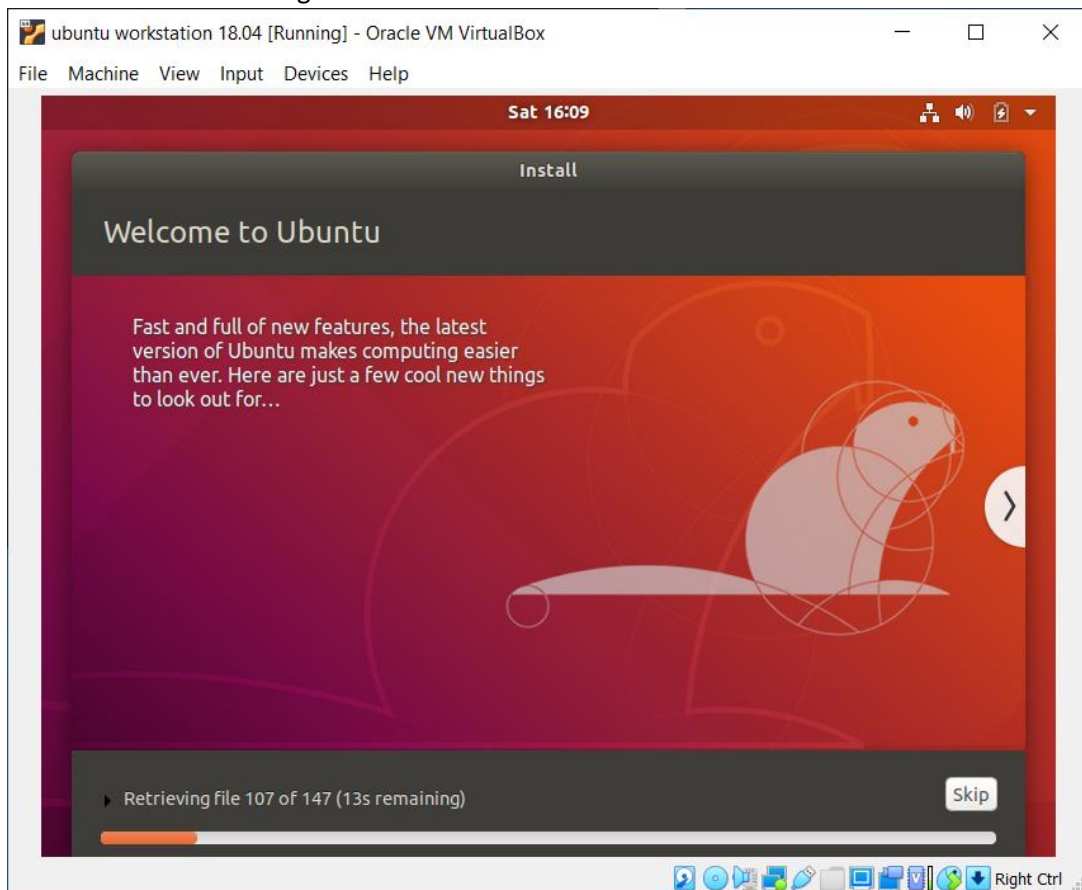 ubuntu workstation 18.04 [Running] - Oracle VM VirtualBox
File Machine View Input Devices Help
Sat 16:09
Install
Welcome to Ubuntu
Fast and full of new features, the latest
version of Ubuntu makes computing easier
than ever. Here are just a few cool new things
to look out for...
Retrieving file 107 of 147 (13s remaining)
Skip
Right Ctrl